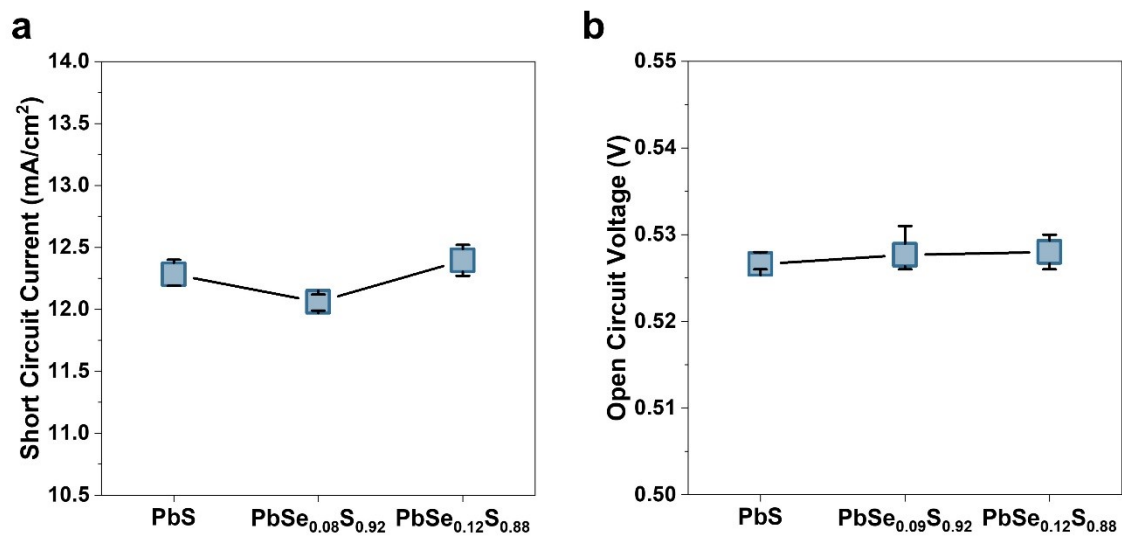 a
Short Circuit Current (mA/cm²)
14.0
13.5
13.0
12.5
12.0
11.5
11.0
10.5
PbS
PbSe₀.₀₈S₀.₉₂
PbSe₀.₁₂S₀.₈₈
b
Open Circuit Voltage (V)
0.55
0.54
0.53
0.52
0.51
0.50
PbS
PbSe₀.₀₉S₀.₉₂
PbSe₀.₁₂S₀.₈₈